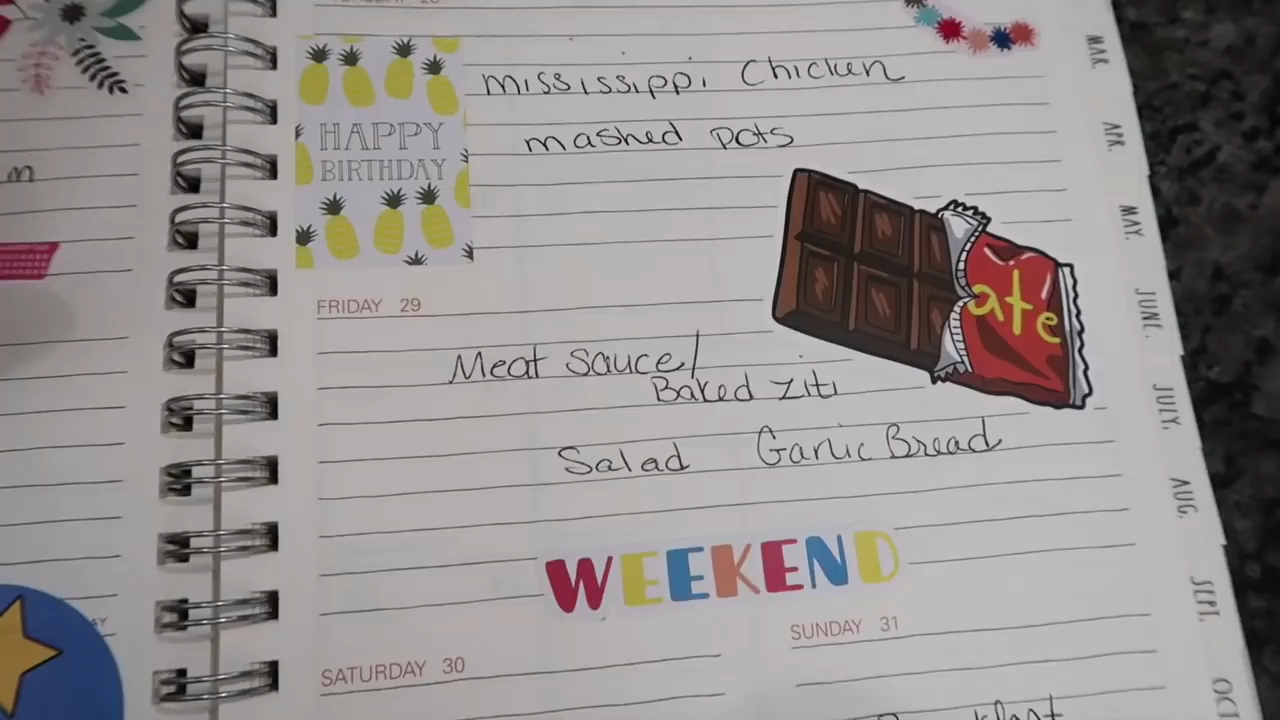 mississippi Chicken
HAPPY
BIRTHDAY
mashed pots
FRIDAY 29
ate
Meat sauce/
Baked ziti
Salad Garlic Bread
WEEKEND
SATURDAY 30
SUNDAY 31
MAR.
APR.
MAY.
JUNE.
JULY.
AUG.
SEPT.
OCT